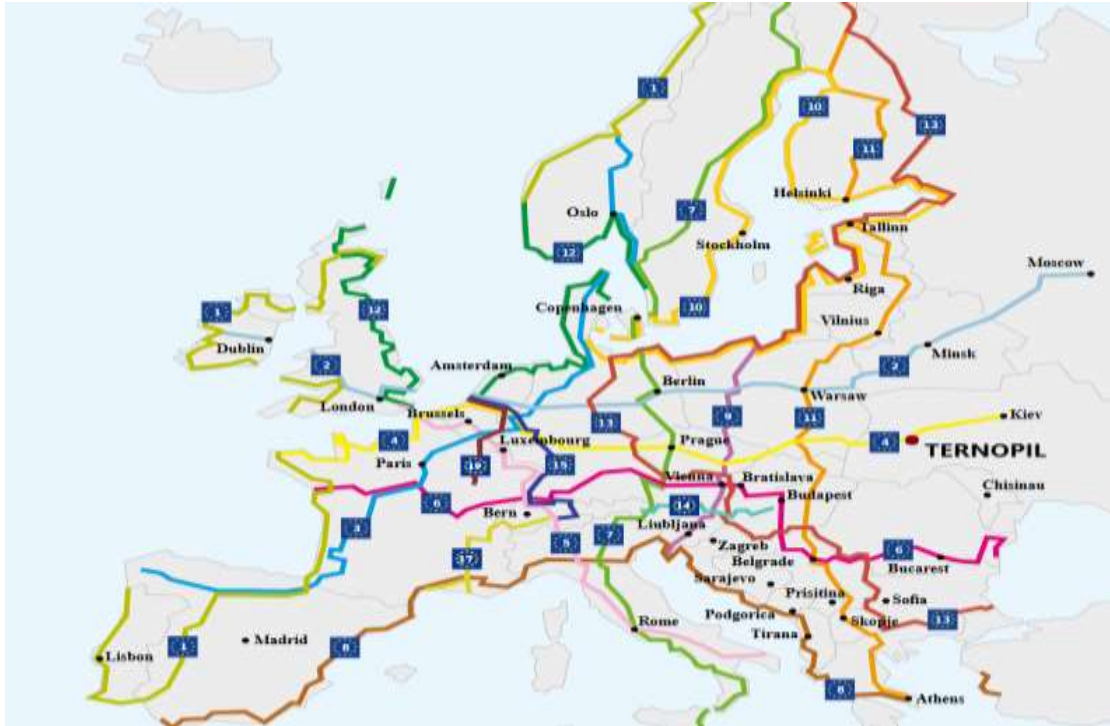 1
10
13
11
Helsinki
7
Oslo
Tallinn
Stockholm
12
Moscow
Riga
1
12
Copenhagen
10
Vilnius
Dublin
Minsk
2
2
Amsterdam
Berlin
Warsaw
London
Brussels
9
11
Kiev
13
4
Luxembourg
Prague
4
TERNOPIL
Paris
19
15
Vienna
Bratislava
Chisinau
6
Budapest
Bern
14
3
Liubljana
7
5
Zagreb
6
17
Belgrade
Bucarest
Sarajevo
Prisitina
Sofia
Podgorica
Rome
Skopje
13
Madrid
1
8
Tirana
Lisbon
8
Athens